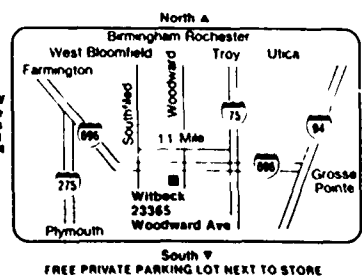 North ▲
Birmingham Rochester
West Bloomfield Troy Utica
Farmington
Southfield
Woodward
75
94
696
11 Mile
696
275
Grosse
Pointe
Witbeck
23365
Woodward Ave
Plymouth
South ▼
FREE PRIVATE PARKING LOT NEXT TO STORE